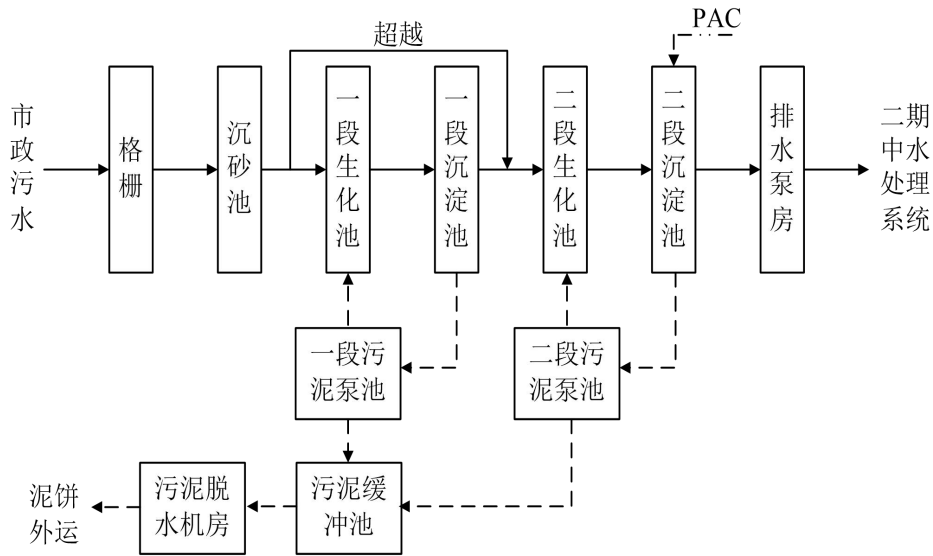 PAC
超越
市政污水
格栅
沉砂池
一段生化池
一段沉淀池
二段生化池
二段沉淀池
排水泵房
二期
中水
处理
系统
一段污
泥泵池
二段污
泥泵池
泥饼
外运
污泥脱
水机房
污泥缓
冲池